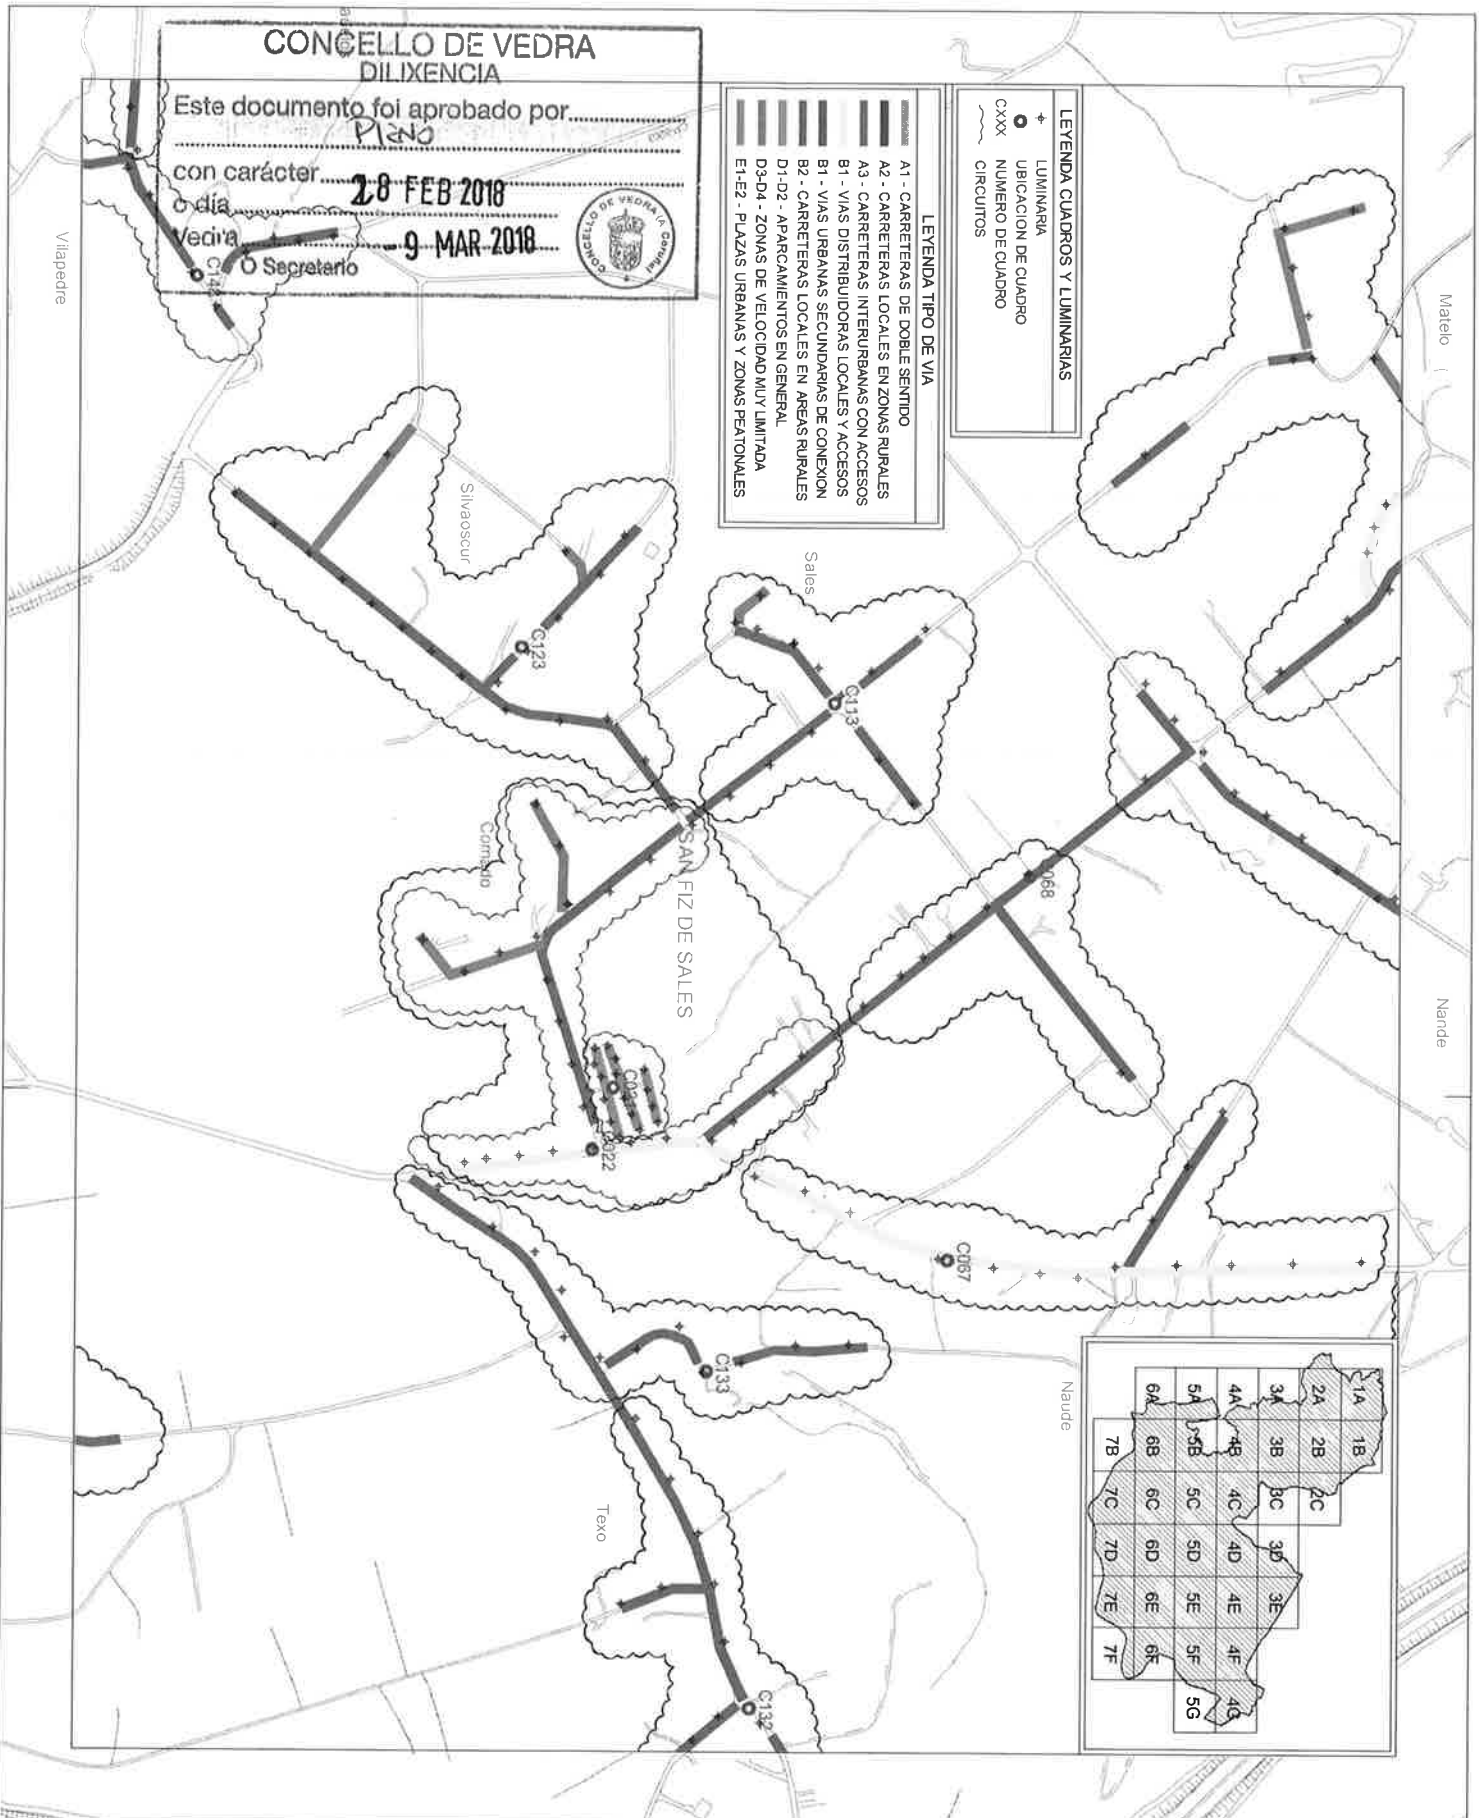 CONCELLO DE VEDRA
DILIXENCIA
Este documento foi aprobado por
PLENO
con carácter
o día 28 FEB 2018
Vedra, - 9 MAR 2018
O Secretario
CONCELLO DE VEDRA (A Coruña)
LEYENDA CUADROS Y LUMINARIAS
LUMINARIA
UBICACION DE CUADRO
CXXX NUMERO DE CUADRO
CIRCUITOS
LEYENDA TIPO DE VIA
A1 - CARRETERAS DE DOBLE SENTIDO
A2 - CARRETERAS LOCALES EN ZONAS RURALES
A3 - CARRETERAS INTERURBANAS CON ACCESOS
B1 - VIAS DISTRIBUIDORAS LOCALES Y ACCESOS
B1 - VIAS URBANAS SECUNDARIAS DE CONEXION
B2 - CARRETERAS LOCALES EN AREAS RURALES
D1-D2 - APARCAMIENTOS EN GENERAL
D3-D4 - ZONAS DE VELOCIDAD MUY LIMITADA
E1-E2 - PLAZAS URBANAS Y ZONAS PEATONALES
Matelo
Nande
Vilapedre
Silvaoscur
Sales
Cornado
SAN FIZ DE SALES
Naude
Texo
C123
C113
C022
C067
C133
C132
1A 1B
2A 2B 2C
3A 3B 3C 3D 3E
4A 4B 4C 4D 4E 4F 4G
5A 5B 5C 5D 5E 5F 5G
6A 6B 6C 6D 6E 6F
7B 7C 7D 7E 7F